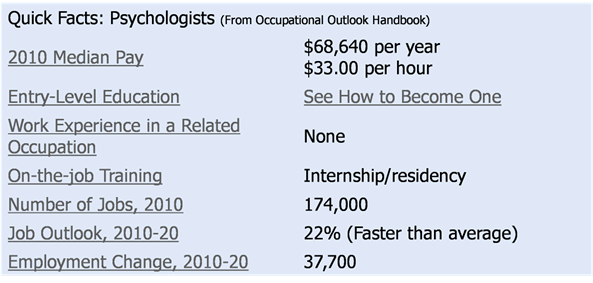 Quick Facts: Psychologists (From Occupational Outlook Handbook)
2010 Median Pay $68,640 per year
$33.00 per hour
Entry-Level Education See How to Become One
Work Experience in a Related
Occupation None
On-the-job Training Internship/residency
Number of Jobs, 2010 174,000
Job Outlook, 2010-20 22% (Faster than average)
Employment Change, 2010-20 37,700